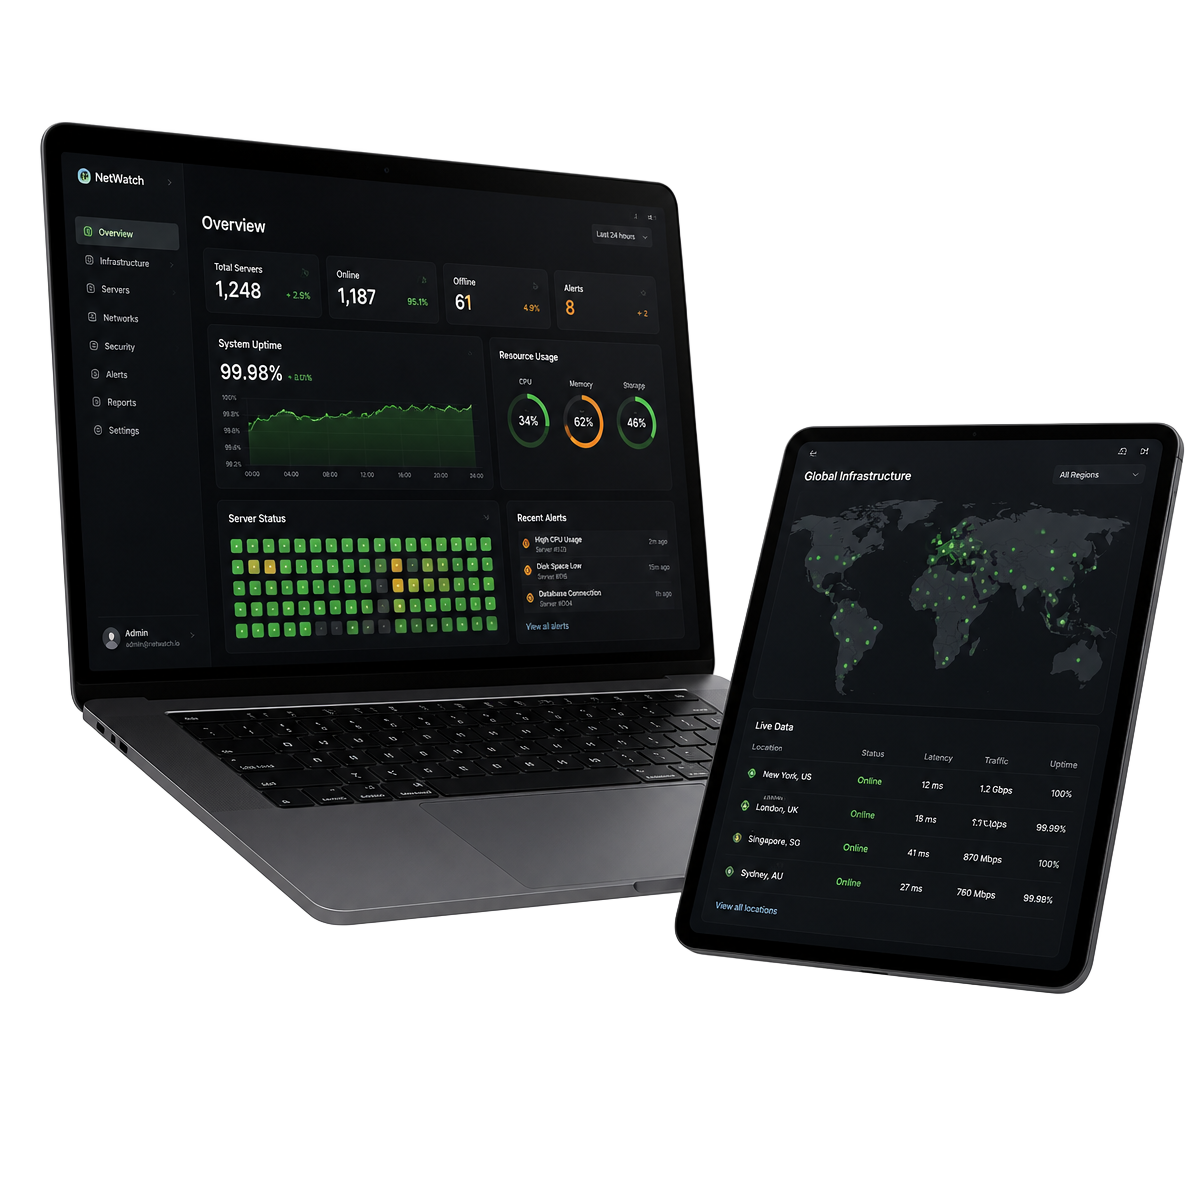 NetWatch
Overview
Infrastructure
Servers
Networks
Security
Alerts
Reports
Settings
Admin
admin@netwatch.io
Overview
Last 24 hours
Total Servers
1,248
+ 2.9%
Online
1,187
95.1%
Offline
61
4.9%
Alerts
8
+ 2
System Uptime
99.98%
100%
99.2%
00:00 04:00 08:00 12:00 16:00 20:00 24:00
Resource Usage
CPU
34%
Memory
62%
Storage
46%
Server Status
Recent Alerts
High CPU Usage
Server
2m ago
Disk Space Low
15m ago
Database Connection
Server
1h ago
View all alerts
Global Infrastructure
All Regions
Live Data
Location Status Latency Traffic Uptime
New York, US Online 12 ms 1.2 Gbps 100%
London, UK Online 18 ms 99.99%
Singapore, SG Online 41 ms 870 Mbps 100%
Sydney, AU Online 27 ms 760 Mbps 99.98%
View all locations